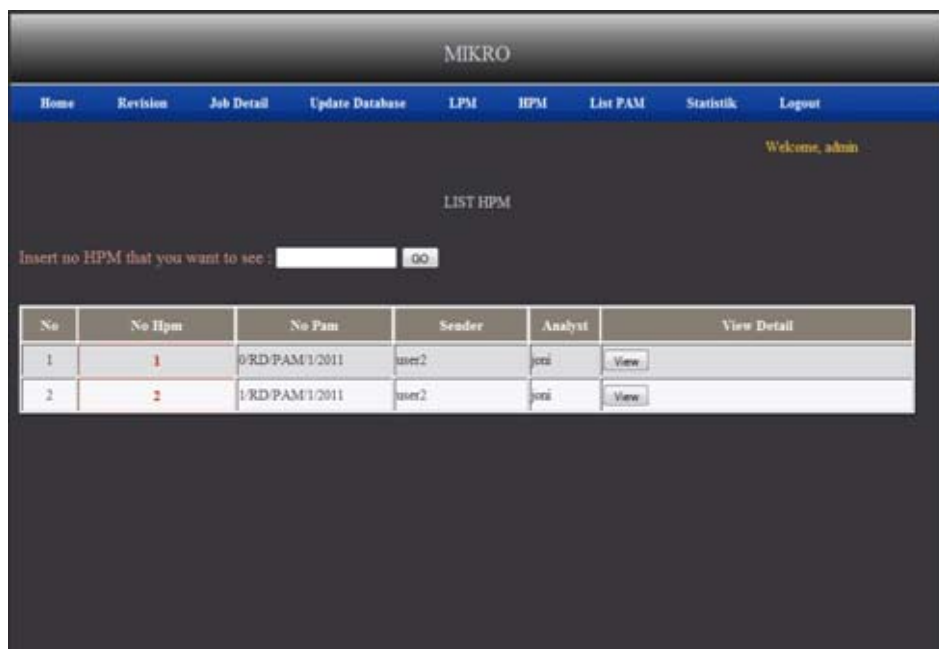 MIKRO
Home Revision Job Detail Update Database LPM HPM List PAM Statistik Logout
Welcome, admin
LIST HPM
Insert no HPM that you want to see : GO
No No Hpm No Pam Sender Analyst View Detail
1 1 0/RD/PAM/1/2011 user2 joni View
2 2 1/RD/PAM/1/2011 user2 joni View